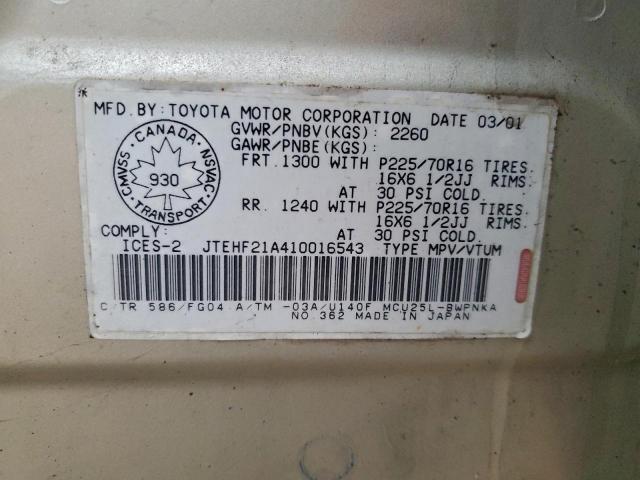 MFD.BY:TOYOTA MOTOR CORPORATION DATE 03/01
GVWR/PNBV(KGS): 2260
GAWR/PNBE(KGS):
FRT.1300 WITH P225/70R16 TIRES.
16X6 1/2JJ RIMS.
AT 30 PSI COLD.
RR. 1240 WITH P225/70R16 TIRES.
16X6 1/2JJ RIMS.
AT 30 PSI COLD.
CANADA
CMVSS NSVAC
930
TRANSPORT
COMPLY:
ICES-2 JTEHF21A410016543 TYPE MPV/VTUM
C/TR 586/FG04 A/TM -03A/U140F MCU25L-BWPNKA
NO.362 MADE IN JAPAN